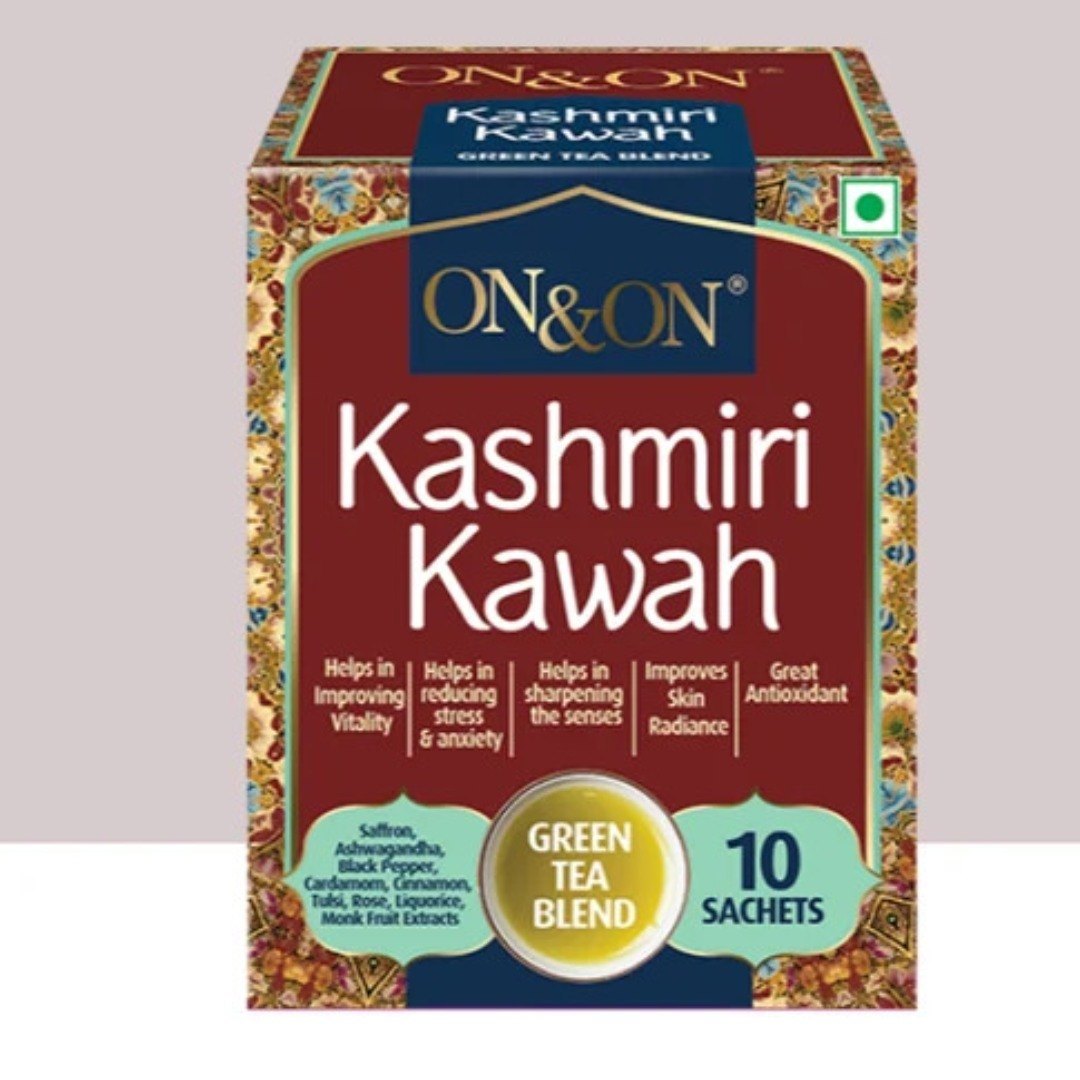 ON&ON®
Kashmiri
Kawah
GREEN TEA BLEND
ON&ON®
Kashmiri
Kawah
Helps in
Improving
Vitality
Helps in
reducing
stress
& anxiety
Helps in
sharpening
the senses
Improves
Skin
Radiance
Great
Antioxidant
Saffron,
Ashwagandha,
Black Pepper,
Cardamom, Cinnamon,
Tulsi, Rose, Liquorice,
Monk Fruit Extracts
GREEN
TEA
BLEND
10
SACHETS